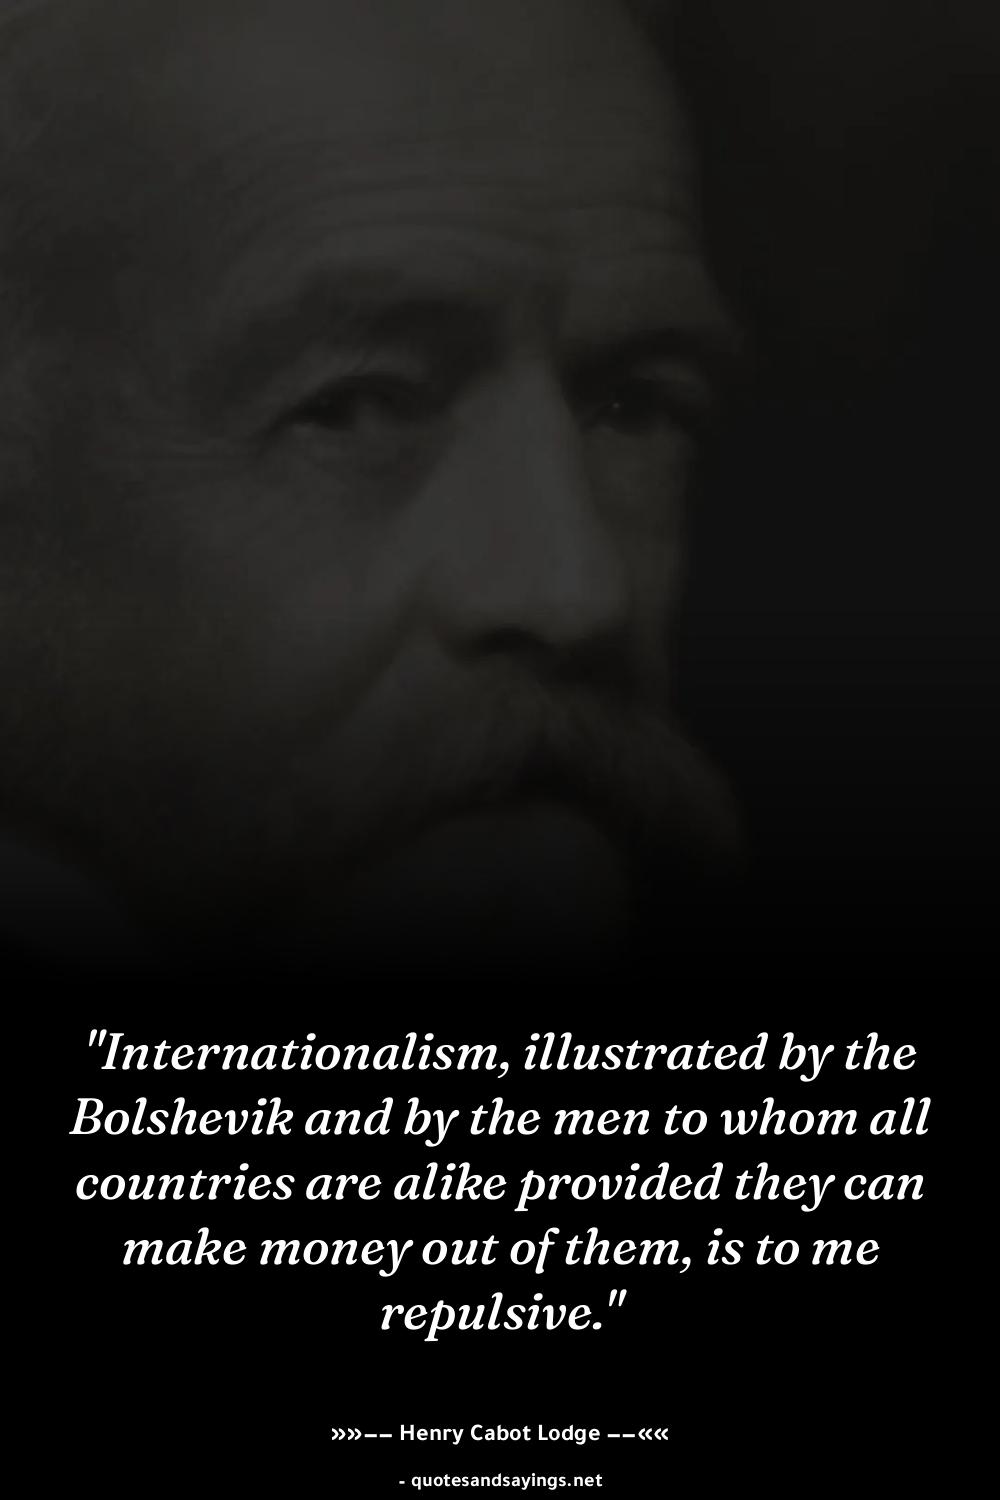 "Internationalism, illustrated by the
Bolshevik and by the men to whom all
countries are alike provided they can
make money out of them, is to me
repulsive."
»»–– Henry Cabot Lodge ––««
- quotesandsayings.net